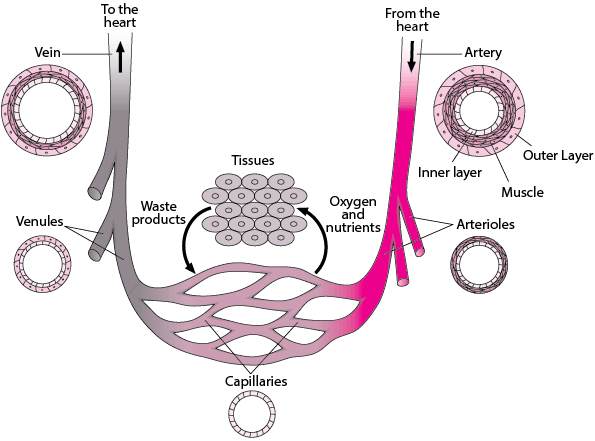 To the
heart
From the
heart
Vein
Artery
Tissues
Outer Layer
Inner layer
Muscle
Waste
products
Oxygen
and
nutrients
Venules
Arterioles
Capillaries